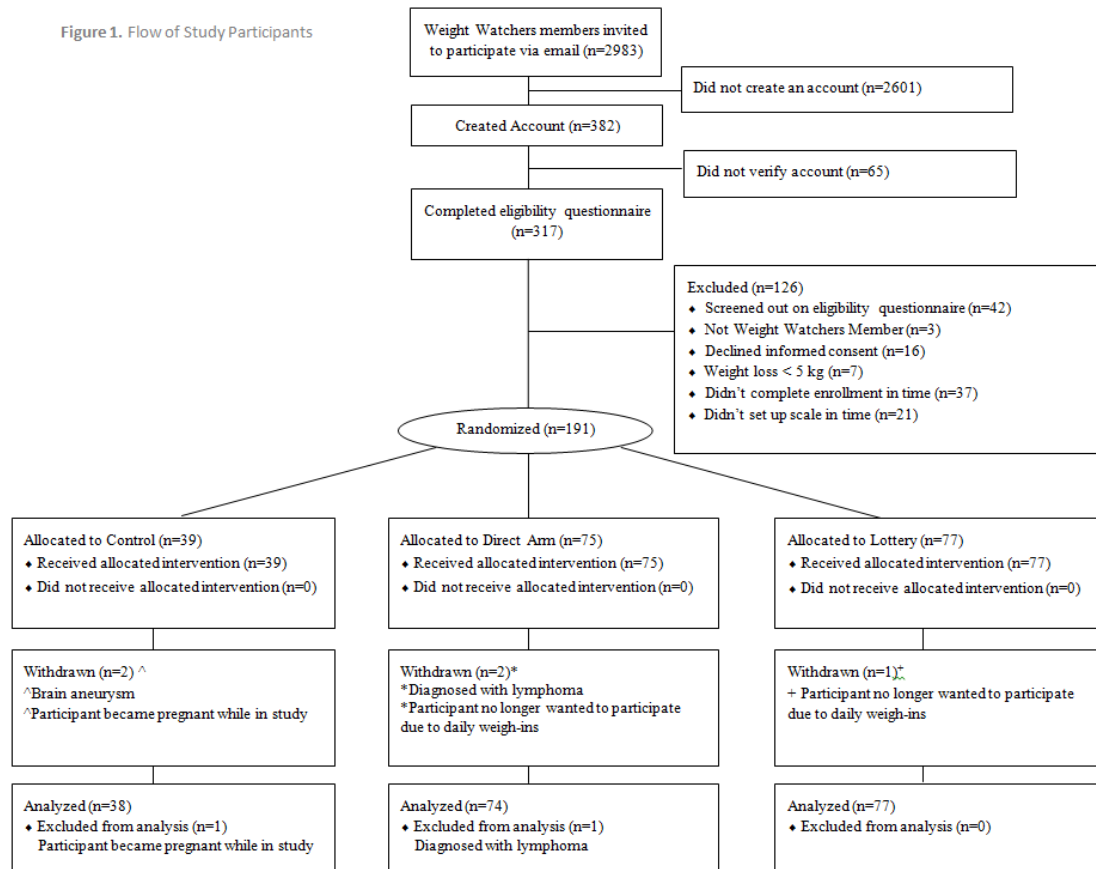 Figure 1. Flow of Study Participants
Weight Watchers members invited
to participate via email (n=2983)
Did not create an account (n=2601)
Created Account (n=382)
Did not verify account (n=65)
Completed eligibility questionnaire
(n=317)
Excluded (n=126)
◆ Screened out on eligibility questionnaire (n=42)
◆ Not Weight Watchers Member (n=3)
◆ Declined informed consent (n=16)
◆ Weight loss < 5 kg (n=7)
◆ Didn't complete enrollment in time (n=37)
◆ Didn't set up scale in time (n=21)
Randomized (n=191)
Allocated to Control (n=39)
◆ Received allocated intervention (n=39)
◆ Did not receive allocated intervention (n=0)
Allocated to Direct Arm (n=75)
◆ Received allocated intervention (n=75)
◆ Did not receive allocated intervention (n=0)
Allocated to Lottery (n=77)
◆ Received allocated intervention (n=77)
◆ Did not receive allocated intervention (n=0)
Withdrawn (n=2) ^
^Brain aneurysm
^Participant became pregnant while in study
Withdrawn (n=2)*
*Diagnosed with lymphoma
*Participant no longer wanted to participate
due to daily weigh-ins
Withdrawn (n=1)+
+ Participant no longer wanted to participate
due to daily weigh-ins
Analyzed (n=38)
◆ Excluded from analysis (n=1)
Participant became pregnant while in study
Analyzed (n=74)
◆ Excluded from analysis (n=1)
Diagnosed with lymphoma
Analyzed (n=77)
◆ Excluded from analysis (n=0)